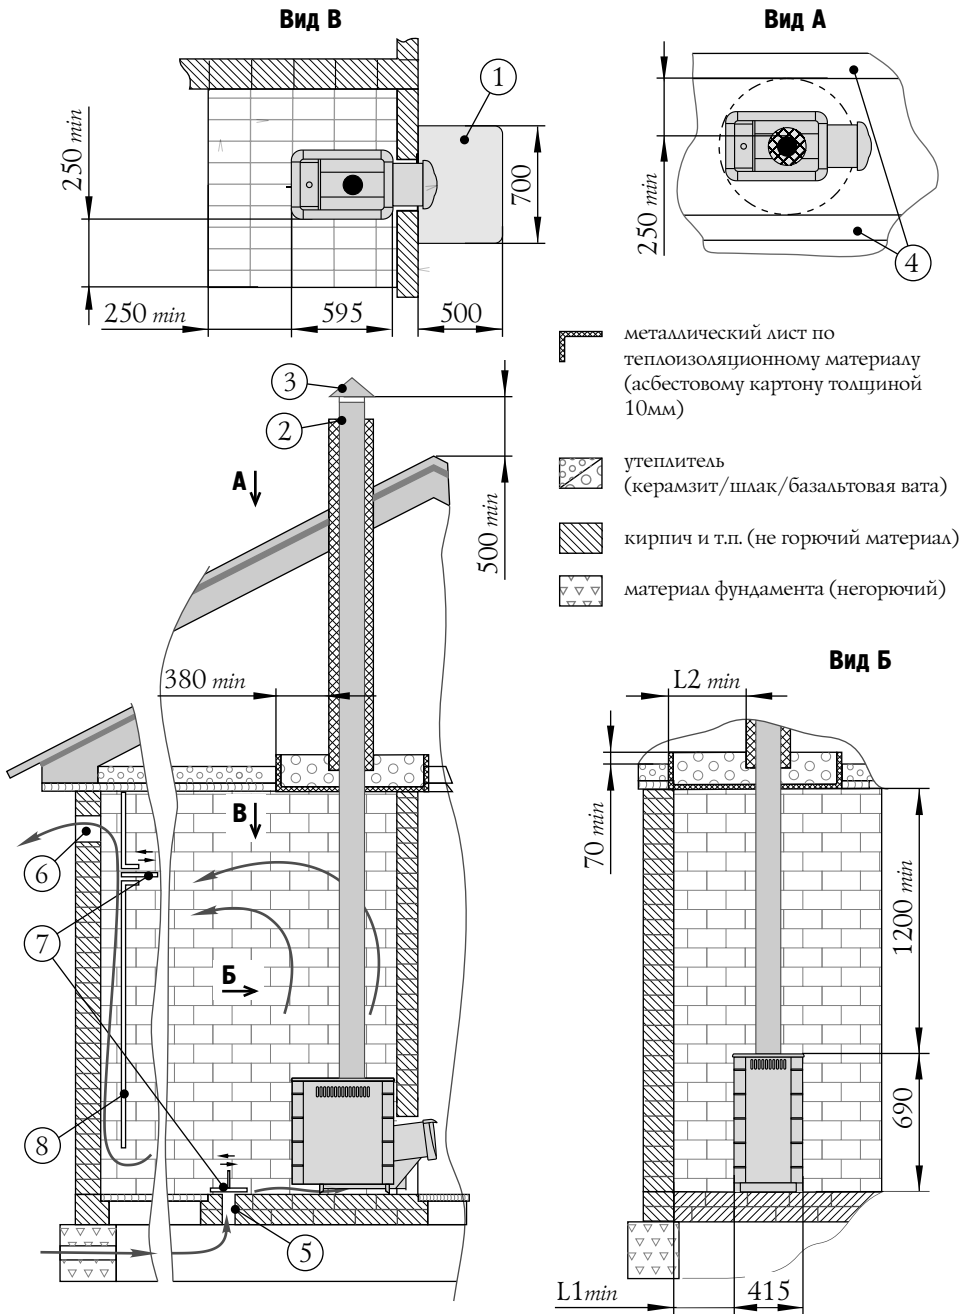 Вид В
Вид А
1
250 min
700
250 min
595
500
250 min
4
металлический лист по
теплоизоляционному материалу
(асбестовому картону толщиной
10мм)
утеплитель
(керамзит/шлак/базальтовая вата)
кирпич и т.п. (не горючий материал)
материал фундамента (негорючий)
3
2
А
500 min
380 min
В
6
7
Б
8
5
Вид Б
L2 min
70 min
1200 min
690
L1min
415